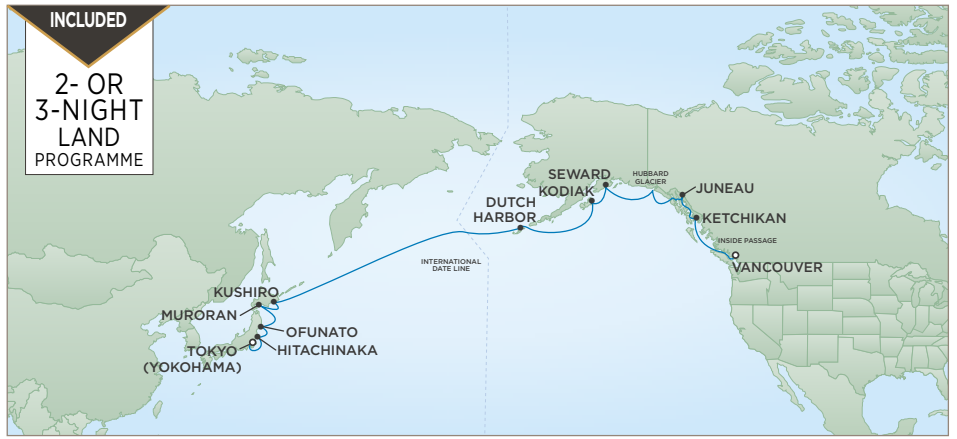 INCLUDED
2- OR
3-NIGHT
LAND
PROGRAMME
SEWARD
KODIAK
HUBBARD
GLACIER
JUNEAU
DUTCH
HARBOR
KETCHIKAN
INSIDE PASSAGE
VANCOUVER
INTERNATIONAL
DATE LINE
KUSHIRO
MURORAN
OFUNATO
HITACHINAKA
TOKYO
(YOKOHAMA)